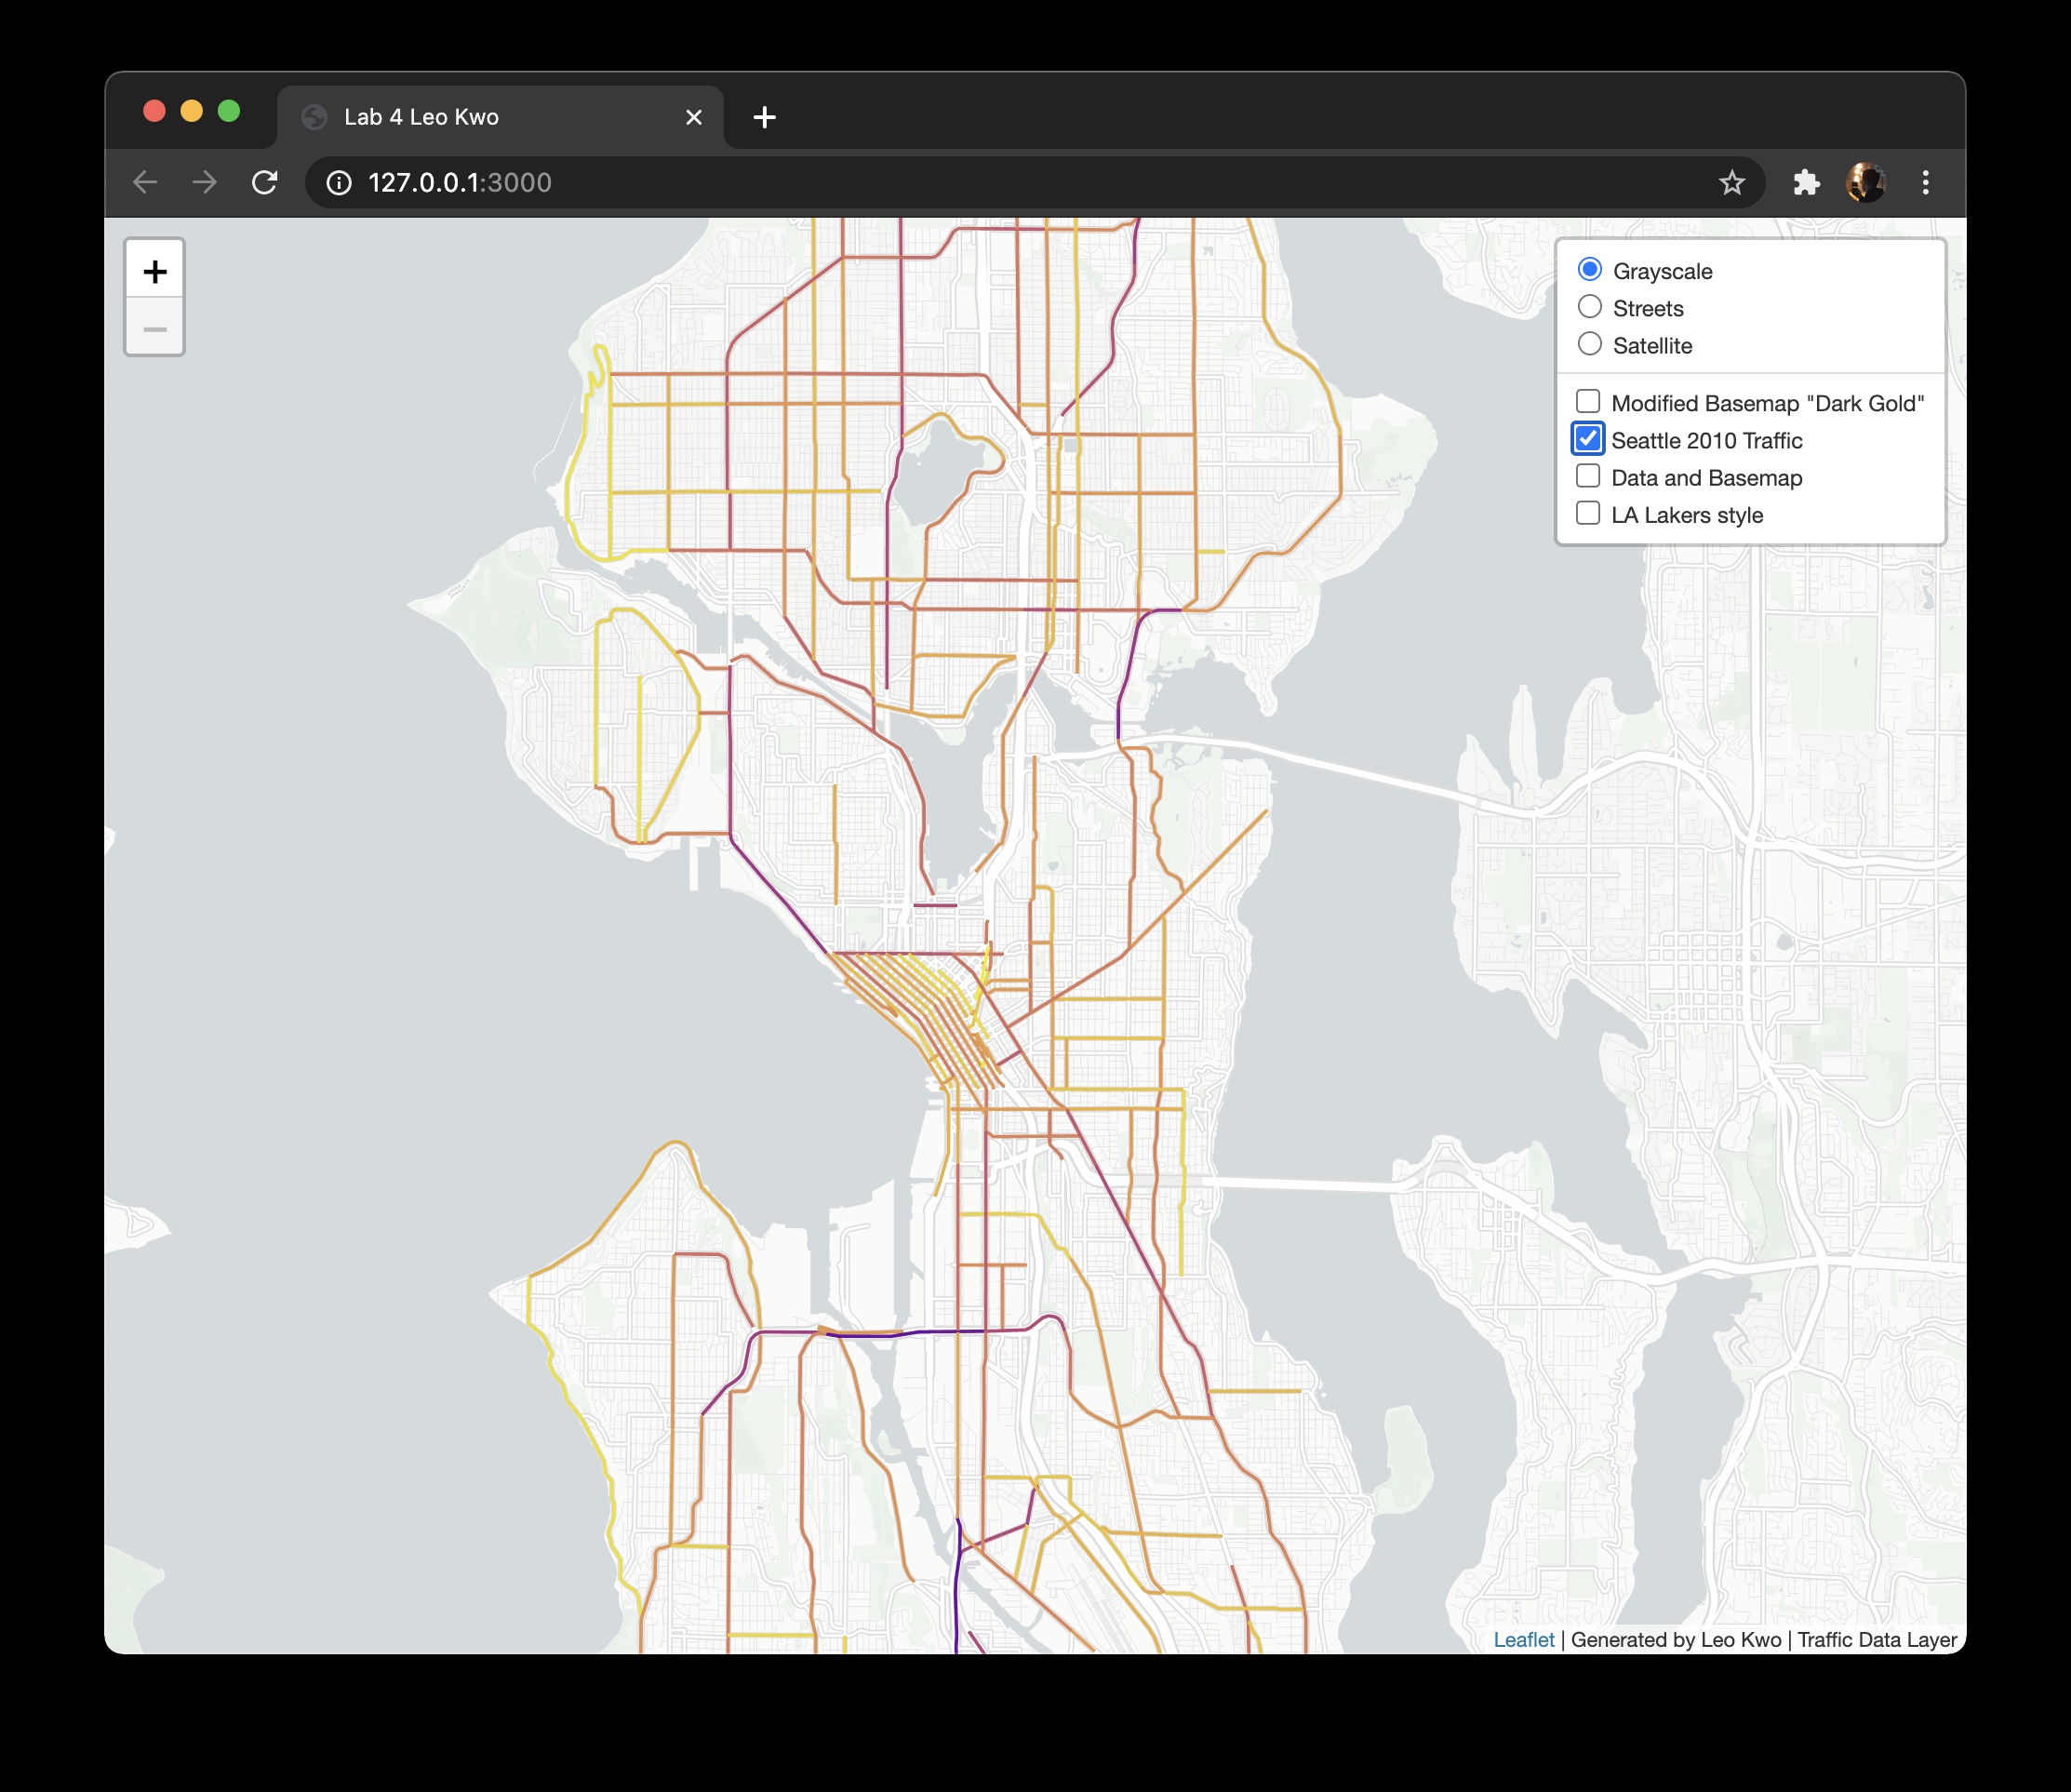 Lab 4 Leo Kwo
127.0.0.1:3000
+
−
Grayscale
Streets
Satellite
Modified Basemap "Dark Gold"
Seattle 2010 Traffic
Data and Basemap
LA Lakers style
Leaflet | Generated by Leo Kwo | Traffic Data Layer